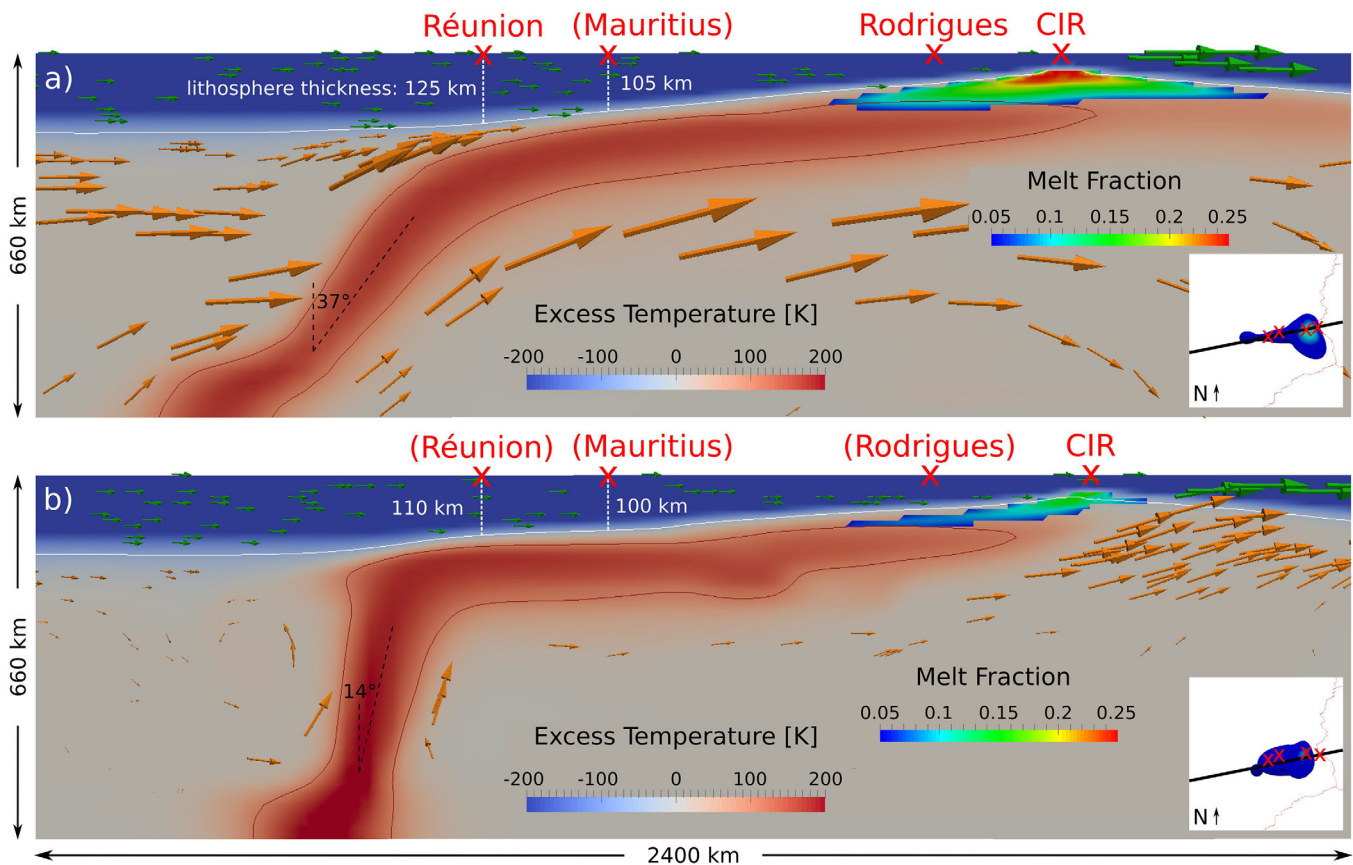 Réunion (Mauritius) Rodrigues CIR
a)
lithosphere thickness: 125 km
105 km
660 km
37°
Melt Fraction
0.05 0.1 0.15 0.2 0.25
Excess Temperature [K]
-200 -100 0 100 200
N
(Réunion) (Mauritius) (Rodrigues) CIR
b)
110 km
100 km
660 km
14°
Melt Fraction
0.05 0.1 0.15 0.2 0.25
Excess Temperature [K]
-200 -100 0 100 200
N
2400 km